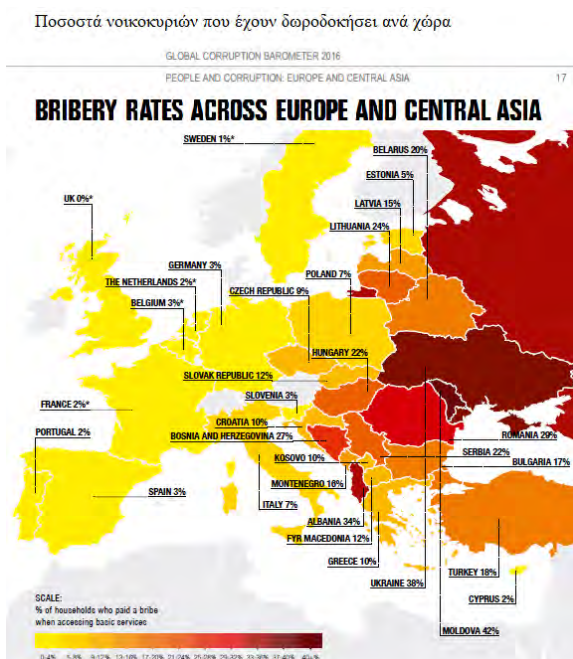 Ποσοστά νοικοκυριών που έχουν δωροδοκήσει ανά χώρα
GLOBAL CORRUPTION BAROMETER 2016
PEOPLE AND CORRUPTION: EUROPE AND CENTRAL ASIA 17
BRIBERY RATES ACROSS EUROPE AND CENTRAL ASIA
SWEDEN 1%*
BELARUS 20%
ESTONIA 5%
UK 0%*
LATVIA 15%
LITHUANIA 24%
GERMANY 3%
POLAND 7%
THE NETHERLANDS 2%*
CZECH REPUBLIC 9%
BELGIUM 3%*
HUNGARY 22%
SLOVAK REPUBLIC 12%
SLOVENIA 3%
FRANCE 2%*
CROATIA 10%
PORTUGAL 2%
BOSNIA AND HERZEGOVINA 27%
ROMANIA 29%
SERBIA 22%
KOSOVO 10%
BULGARIA 17%
MONTENEGRO 16%
SPAIN 3%
ITALY 7%
ALBANIA 34%
FYR MACEDONIA 12%
GREECE 10%
TURKEY 18%
UKRAINE 38%
CYPRUS 2%
MOLDOVA 42%
SCALE:
% of households who paid a bribe
when accessing basic services